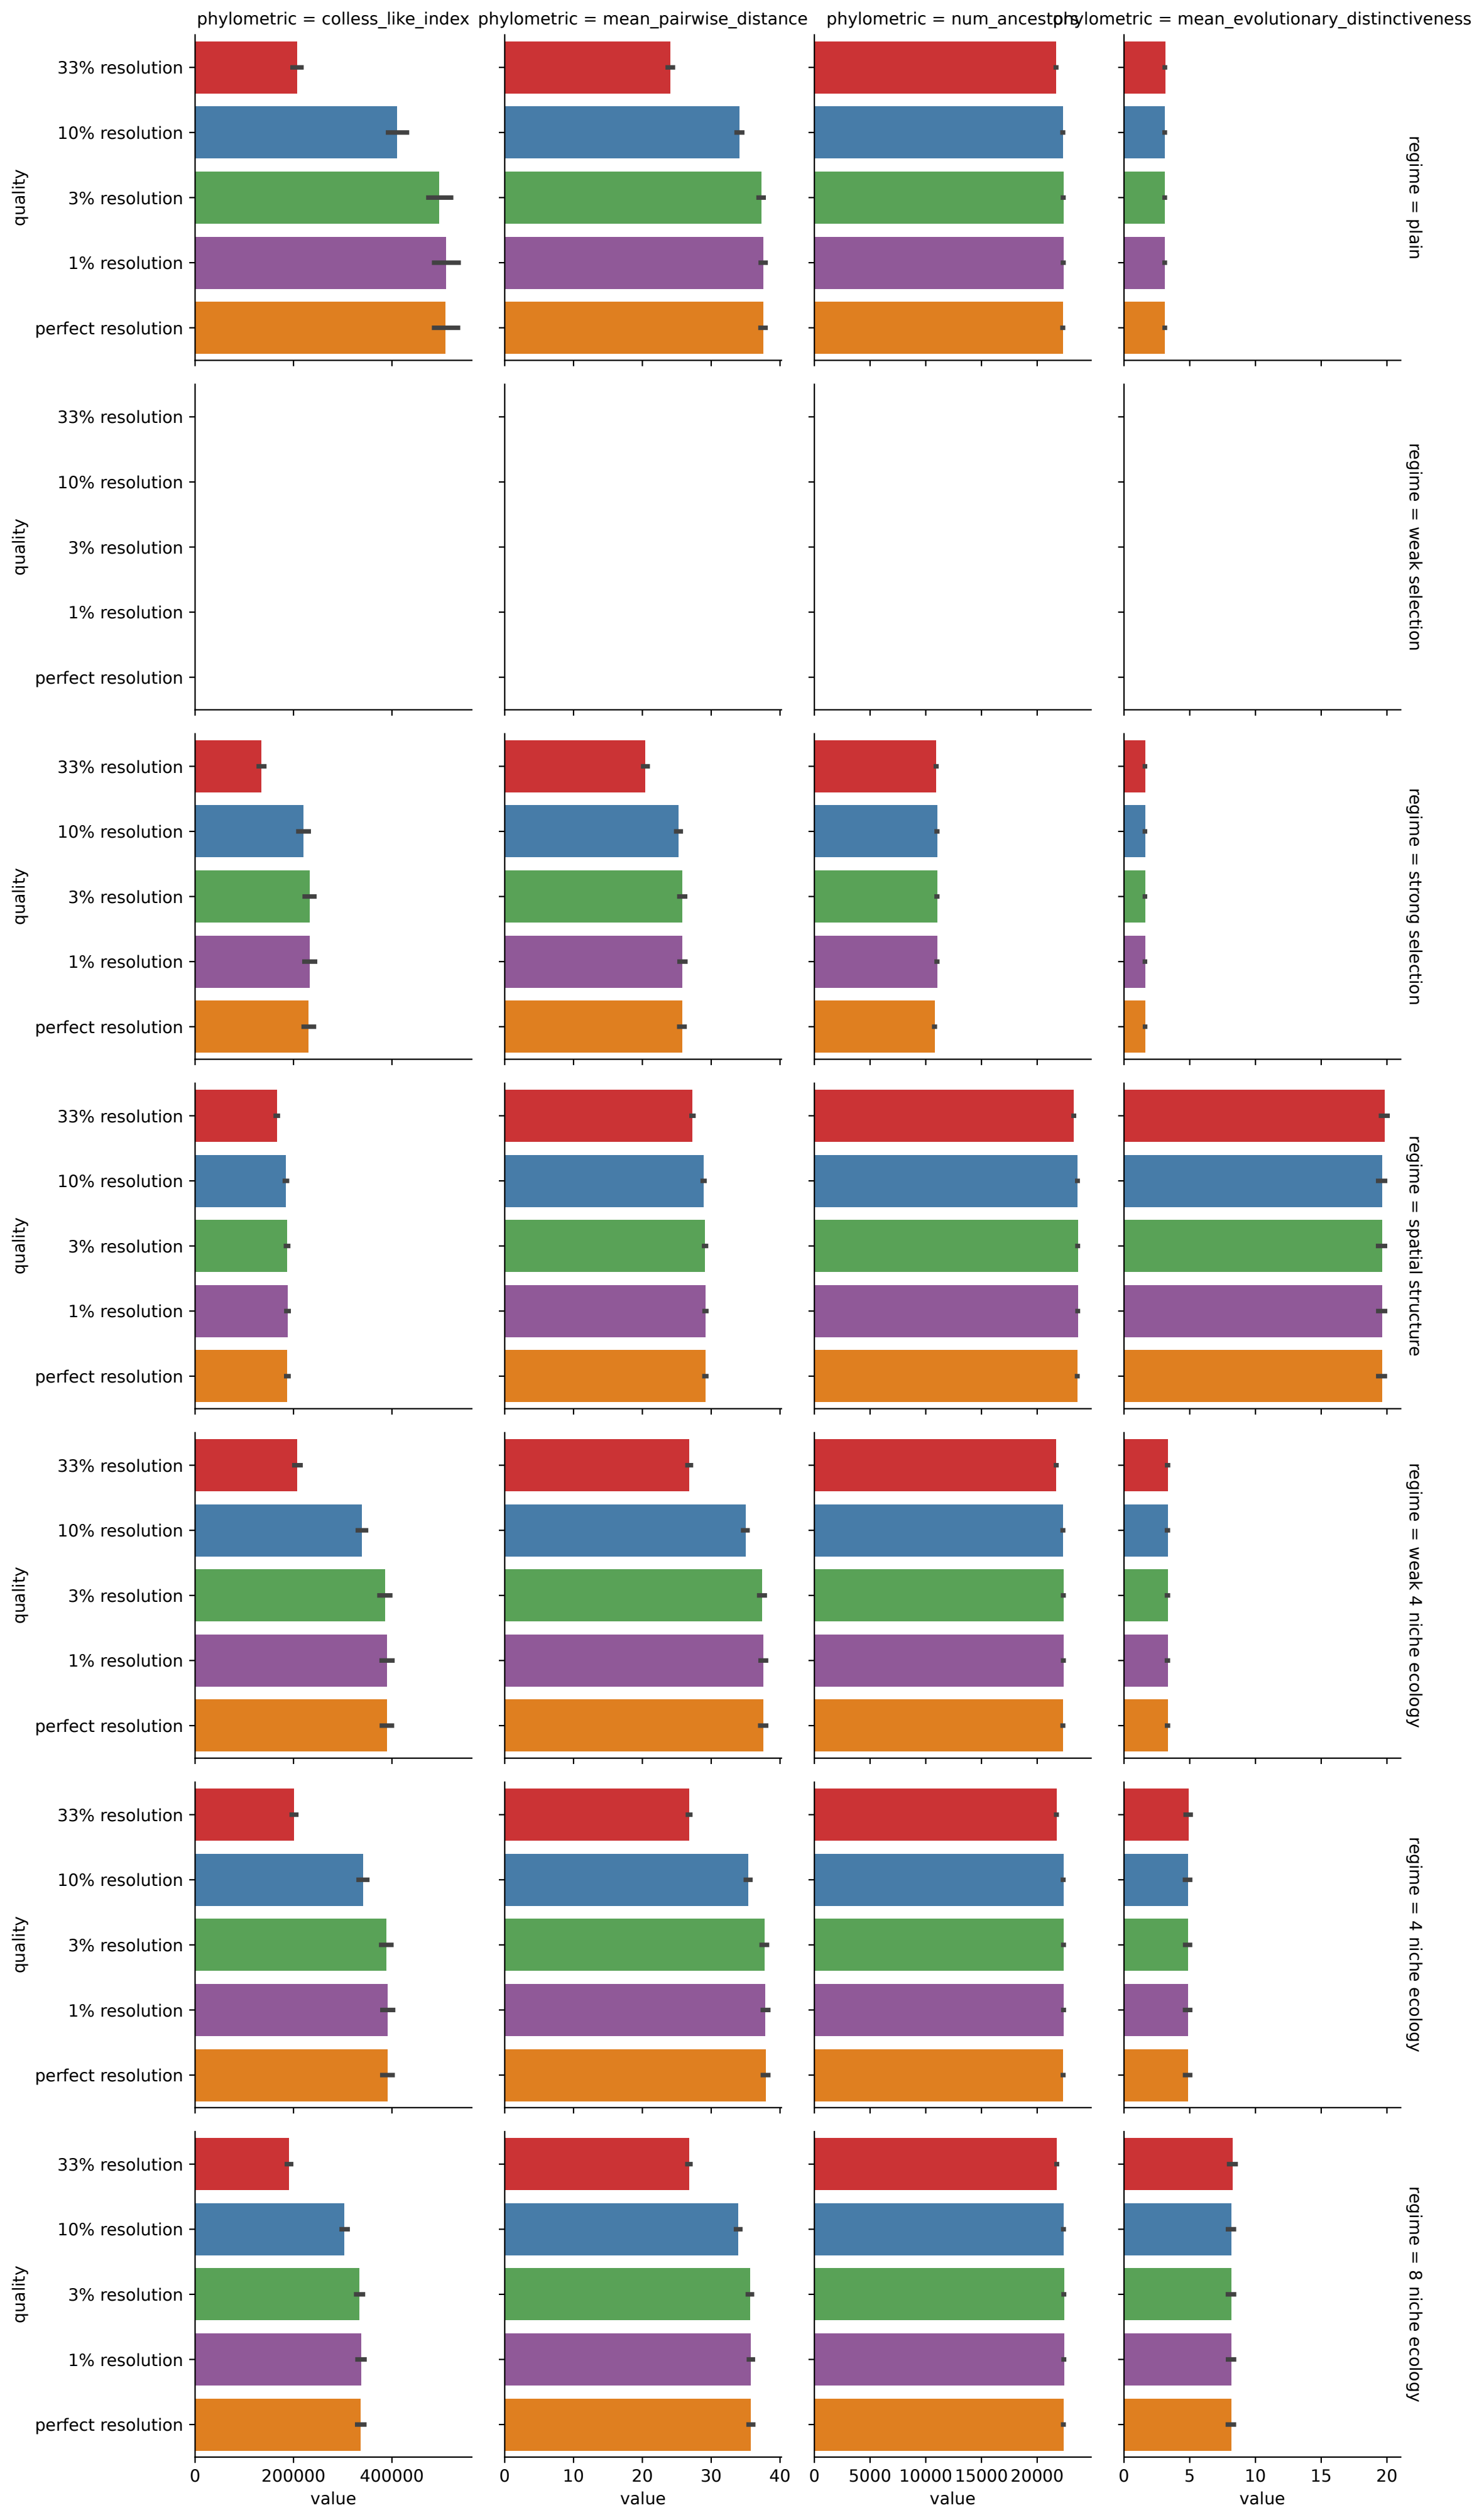 phylometric = colless_like_index
phylometric = mean_pairwise_distance
phylometric = num_ancestors
phylometric = mean_evolutionary_distinctiveness
33% resolution
10% resolution
3% resolution
1% resolution
perfect resolution
quality
regime = plain
33% resolution
10% resolution
3% resolution
1% resolution
perfect resolution
quality
regime = weak selection
33% resolution
10% resolution
3% resolution
1% resolution
perfect resolution
quality
regime = strong selection
33% resolution
10% resolution
3% resolution
1% resolution
perfect resolution
quality
regime = spatial structure
33% resolution
10% resolution
3% resolution
1% resolution
perfect resolution
quality
regime = weak 4 niche ecology
33% resolution
10% resolution
3% resolution
1% resolution
perfect resolution
quality
regime = 4 niche ecology
33% resolution
10% resolution
3% resolution
1% resolution
perfect resolution
quality
regime = 8 niche ecology
0 200000 400000
0 10 20 30 40
0 5000 10000 15000 20000
0 5 10 15 20
value
value
value
value